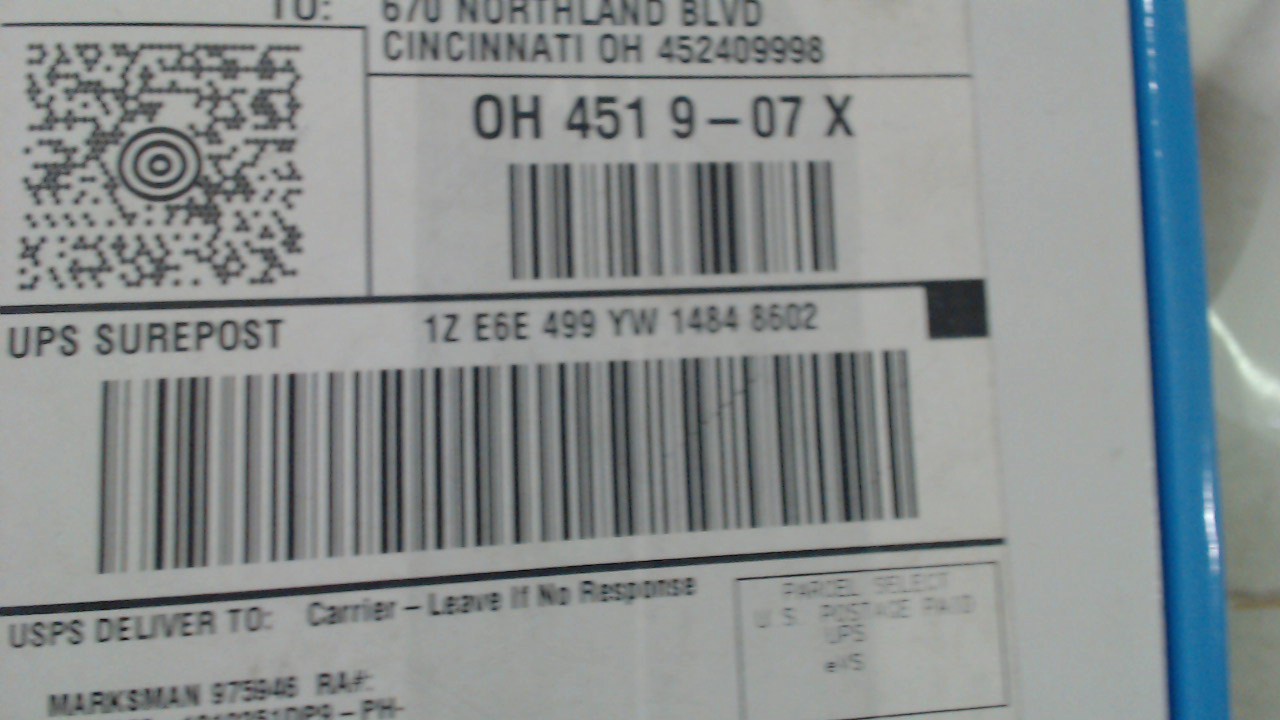 TO: 670 NORTHLAND BLVD
CINCINNATI OH 452409998
OH 451 9-07 X
UPS SUREPOST 1Z E6E 499 YW 1484 8602
USPS DELIVER TO: Carrier - Leave If No Response
PARCEL SELECT
U.S. POSTAGE PAID
UPS
eVS
MARKSMAN 975946 RA#: